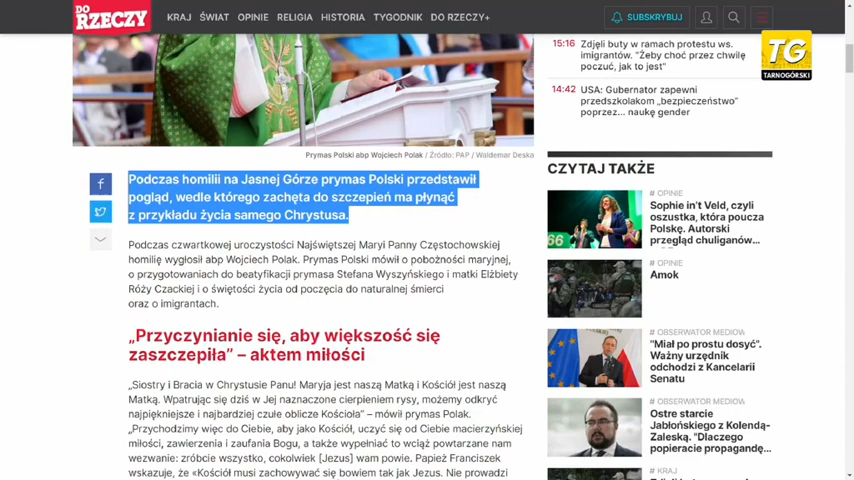 DO
RZECZY
KRAJ ŚWIAT OPINIE RELIGIA HISTORIA TYGODNIK DO RZECZY+
SUBSKRYBUJ
TG
TARNOGÓRSKI
15:16 Zdjęli buty w ramach protestu ws.
imigrantów. "Żeby choć przez chwilę
poczuć, jak to jest"
14:42 USA: Gubernator zapewni
przedszkolakom „bezpieczeństwo”
poprzez... naukę gender
Prymas Polski abp Wojciech Polak / Źródło: PAP / Waldemar Deska
Podczas homilii na Jasnej Górze prymas Polski przedstawił
pogląd, wedle którego zachęta do szczepień ma płynąć
z przykładu życia samego Chrystusa.
Podczas czwartkowej uroczystości Najświętszej Maryi Panny Częstochowskiej
homilię wygłosił abp Wojciech Polak. Prymas Polski mówił o pobożności maryjnej,
o przygotowaniach do beatyfikacji prymasa Stefana Wyszyńskiego i matki Elżbiety
Róży Czackiej i o świętości życia od poczęcia do naturalnej śmierci
oraz o imigrantach.
„Przyczynianie się, aby większość się
zaszczepiła” – aktem miłości
„Siostry i Bracia w Chrystusie Panu! Maryja jest naszą Matką i Kościół jest naszą
Matką. Wpatrując się dziś w Jej naznaczone cierpieniem rysy, możemy odkryć
najpiękniejsze i najbardziej czułe oblicze Kościoła” – mówił prymas Polak.
„Przychodzimy więc do Ciebie, aby jako Kościół, uczyć się od Ciebie macierzyńskiej
miłości, zawierzenia i zaufania Bogu, a także wypełniać to wciąż powtarzane nam
wezwanie: zróbcie wszystko, cokolwiek [Jezus] wam powie. Papież Franciszek
wskazuje, że «Kościół musi zachowywać się bowiem tak jak Jezus. Nie prowadzi
CZYTAJ TAKŻE
# OPINIE
Sophie in't Veld, czyli
oszustka, która poucza
Polskę. Autorski
przegląd chuliganów...
# OPINIE
Amok
# OBSERWATOR MEDIÓW
"Miał po prostu dosyć".
Ważny urzędnik
odchodzi z Kancelarii
Senatu
# OBSERWATOR MEDIÓW
Ostre starcie
Jabłońskiego z Kolendą-
Zaleską. "Dlaczego
popieracie propagandę...
# KRAJ